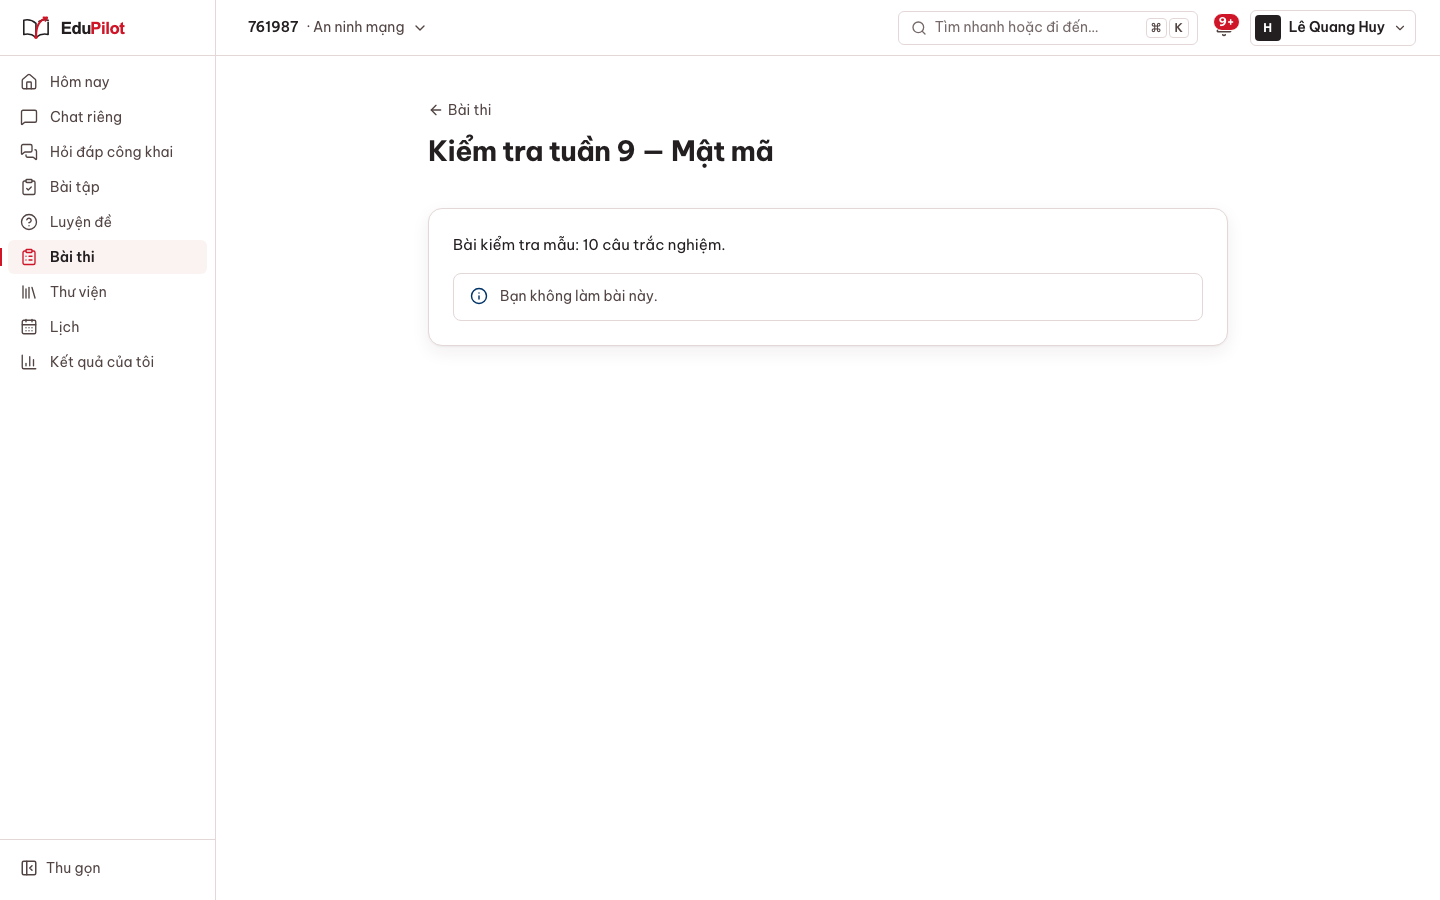 EduPilot
761987 · An ninh mạng
Tìm nhanh hoặc đi đến...
⌘ K
9+
H
Lê Quang Huy
Hôm nay
Chat riêng
Hỏi đáp công khai
Bài tập
Luyện đề
Bài thi
Thư viện
Lịch
Kết quả của tôi
Thu gọn
Bài thi
Kiểm tra tuần 9 — Mật mã
Bài kiểm tra mẫu: 10 câu trắc nghiệm.
Bạn không làm bài này.